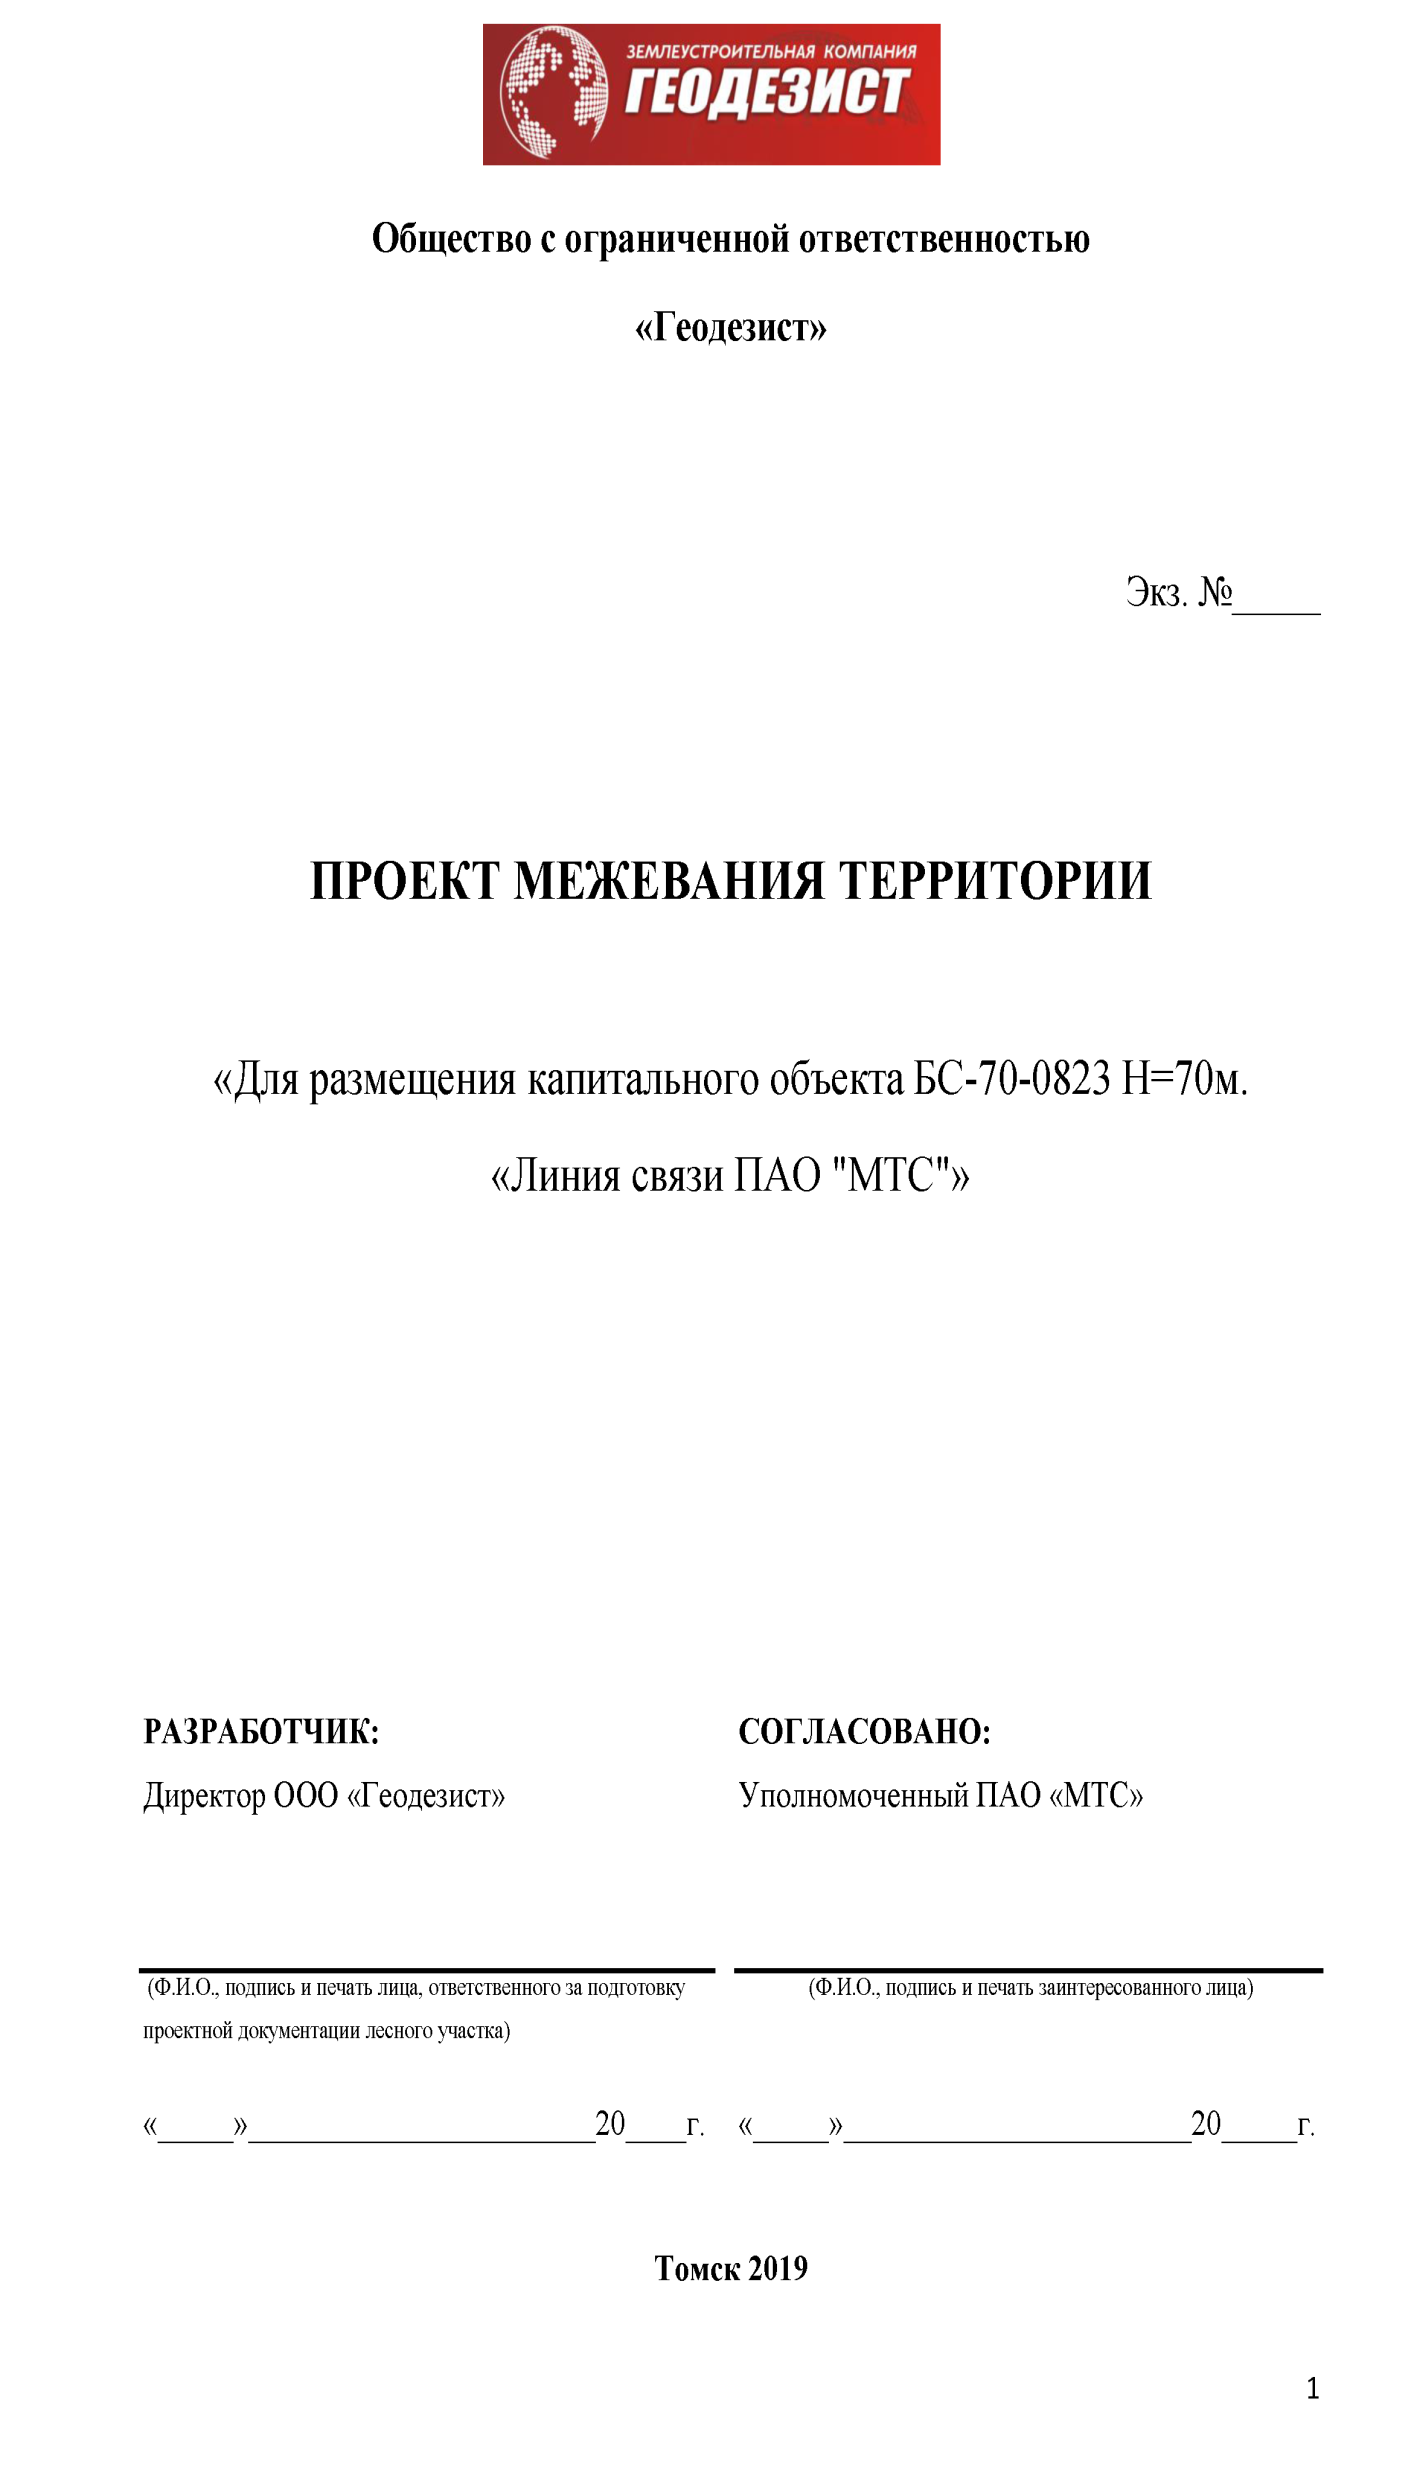 ЗЕМЛЕУСТРОИТЕЛЬНАЯ КОМПАНИЯ
ГЕОДЕЗИСТ
Общество с ограниченной ответственностью
«Геодезист»
Экз. №_____
ПРОЕКТ МЕЖЕВАНИЯ ТЕРРИТОРИИ
«Для размещения капитального объекта БС-70-0823 Н=70м.
«Линия связи ПАО "МТС"»
РАЗРАБОТЧИК:
Директор ООО «Геодезист»
(Ф.И.О., подпись и печать лица, ответственного за подготовку
проектной документации лесного участка)
«_____»_______________________20____г.
СОГЛАСОВАНО:
Уполномоченный ПАО «МТС»
(Ф.И.О., подпись и печать заинтересованного лица)
«_____»_______________________20_____г.
Томск 2019
1